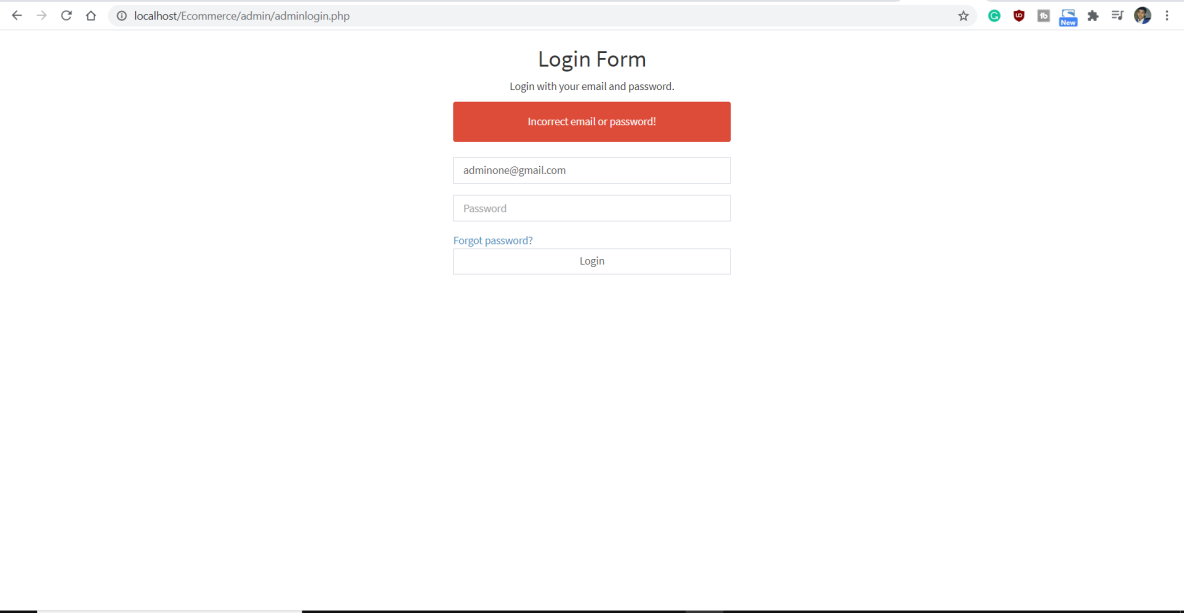 localhost/Ecommerce/admin/adminlogin.php
New
Login Form
Login with your email and password.
Incorrect email or password!
adminone@gmail.com
Password
Forgot password?
Login